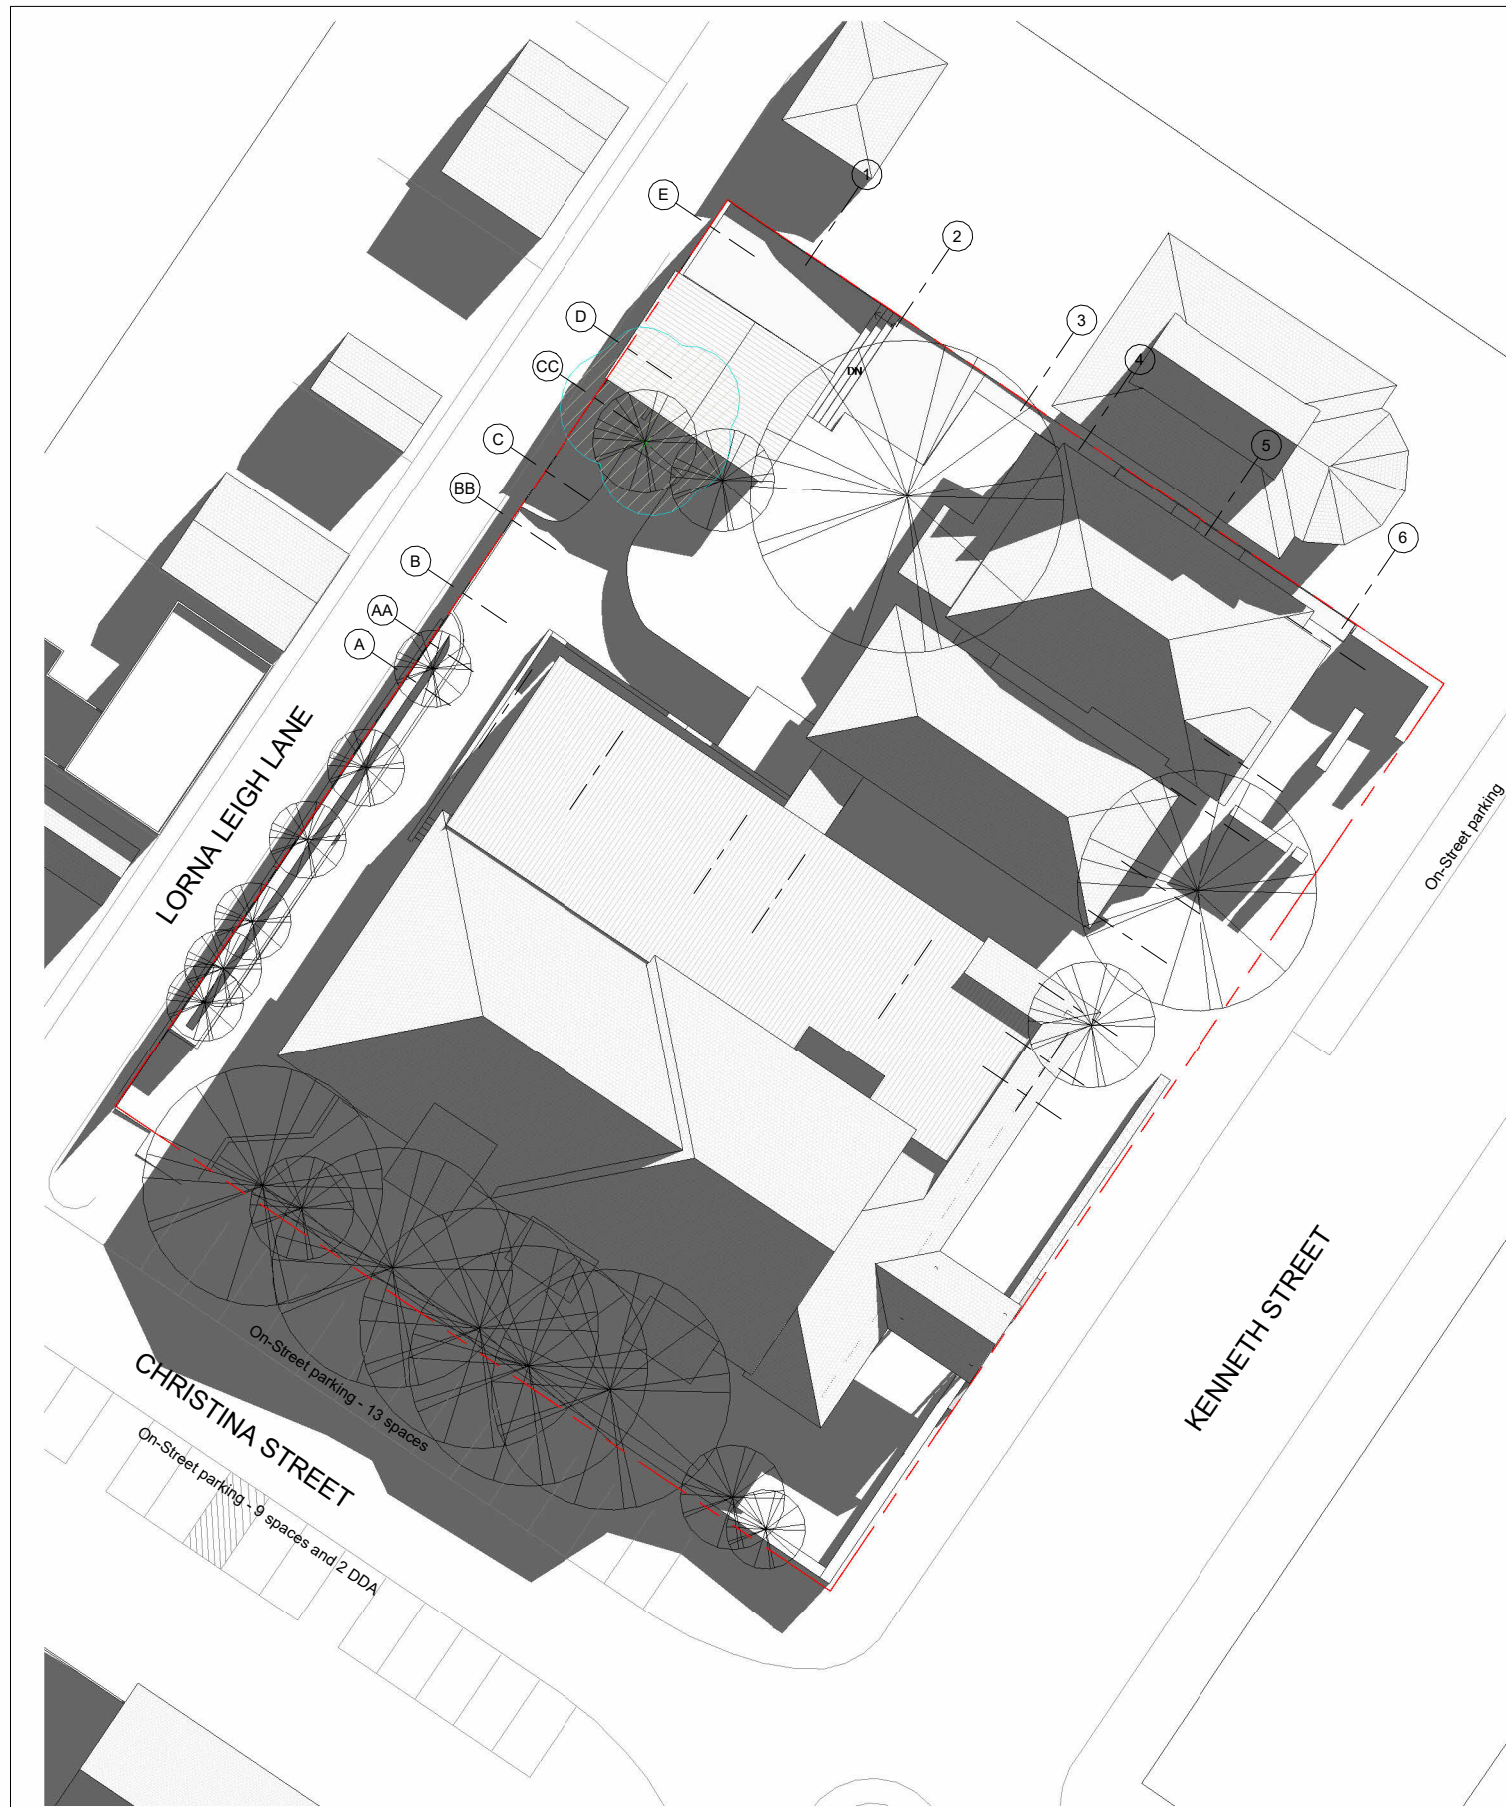 1
E
2
D
3
CC
4
DN
C
5
BB
6
B
AA
A
LORNA LEIGH LANE
On-Street parking
KENNETH STREET
On-Street parking - 13 spaces
CHRISTINA STREET
On-Street parking - 9 spaces and 2 DDA